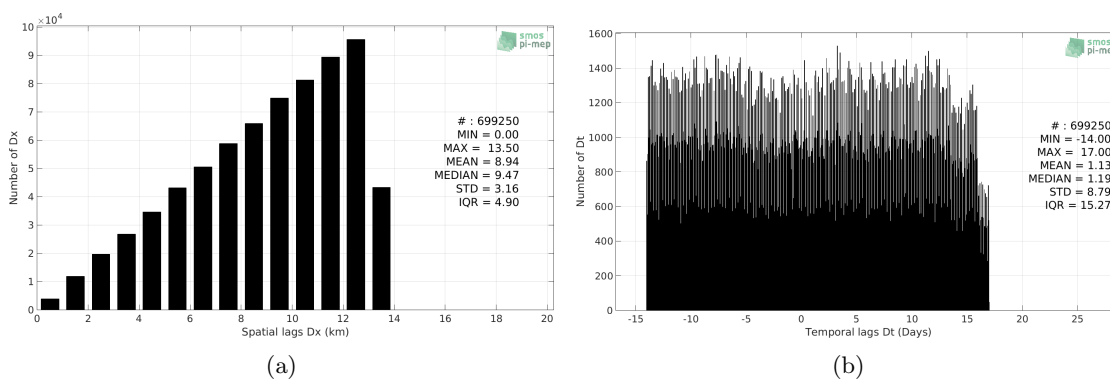 ×10⁴
10
9
8
7
6
5
4
3
2
1
0
Number of Dx
smos
pi-mep
# : 699250
MIN = 0.00
MAX = 13.50
MEAN = 8.94
MEDIAN = 9.47
STD = 3.16
IQR = 4.90
0 2 4 6 8 10 12 14 16 18 20
Spatial lags Dx (km)
(a)
1600
1400
1200
1000
800
600
400
200
0
Number of Dt
smos
pi-mep
# : 699250
MIN = -14.00
MAX = 17.00
MEAN = 1.13
MEDIAN = 1.19
STD = 8.79
IQR = 15.27
-15 -10 -5 0 5 10 15 20 25
Temporal lags Dt (Days)
(b)